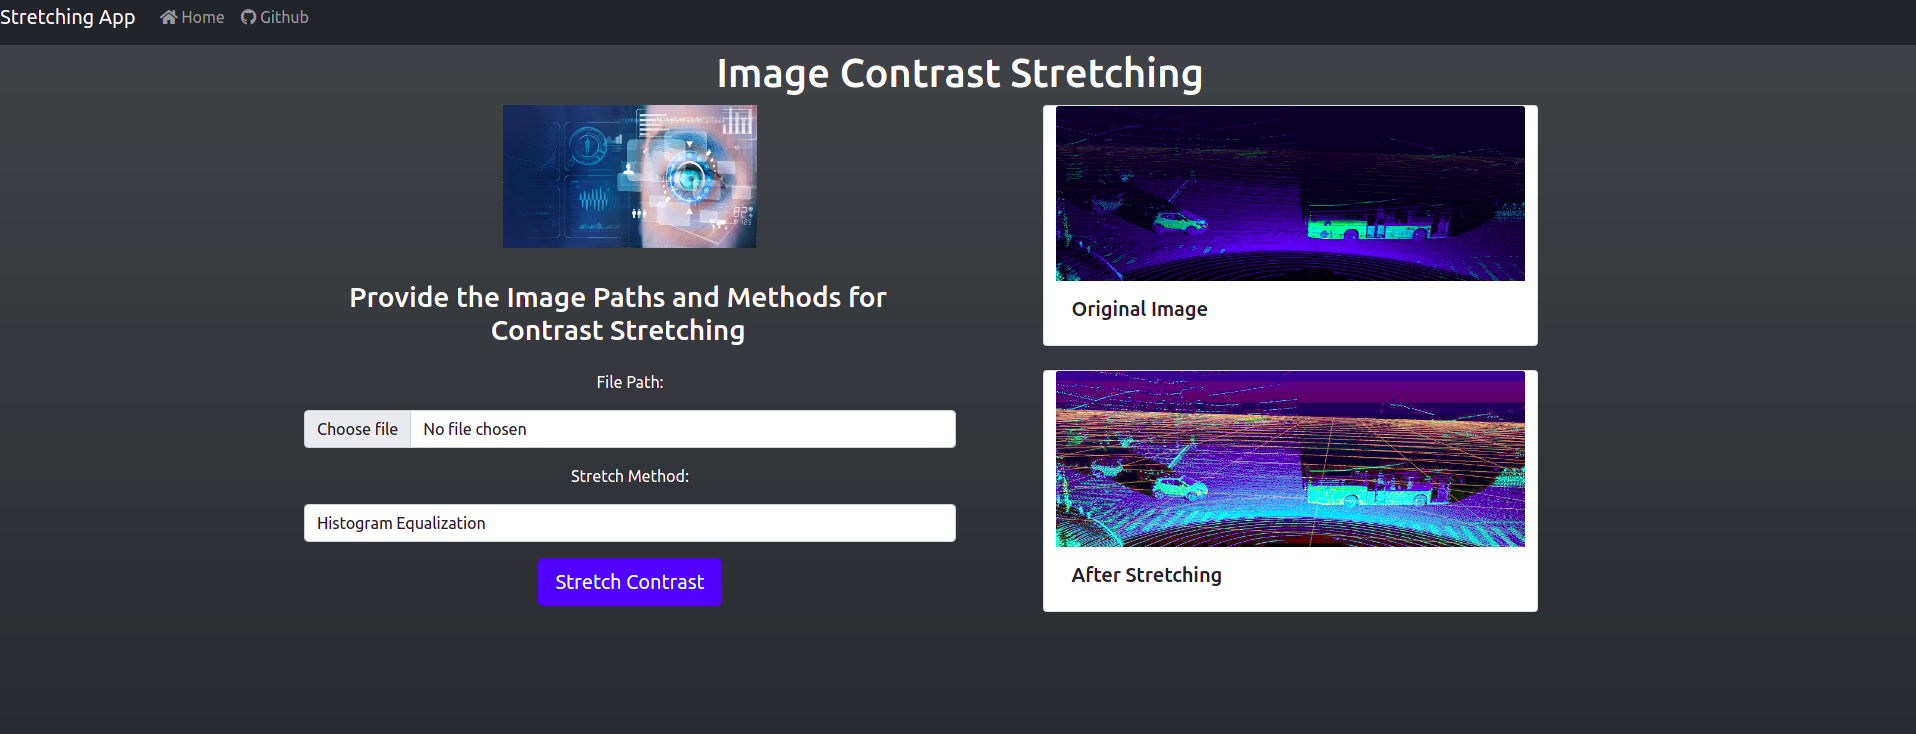 Stretching App Home Github
Image Contrast Stretching
Provide the Image Paths and Methods for
Contrast Stretching
File Path:
Choose file No file chosen
Stretch Method:
Histogram Equalization
Stretch Contrast
Original Image
After Stretching